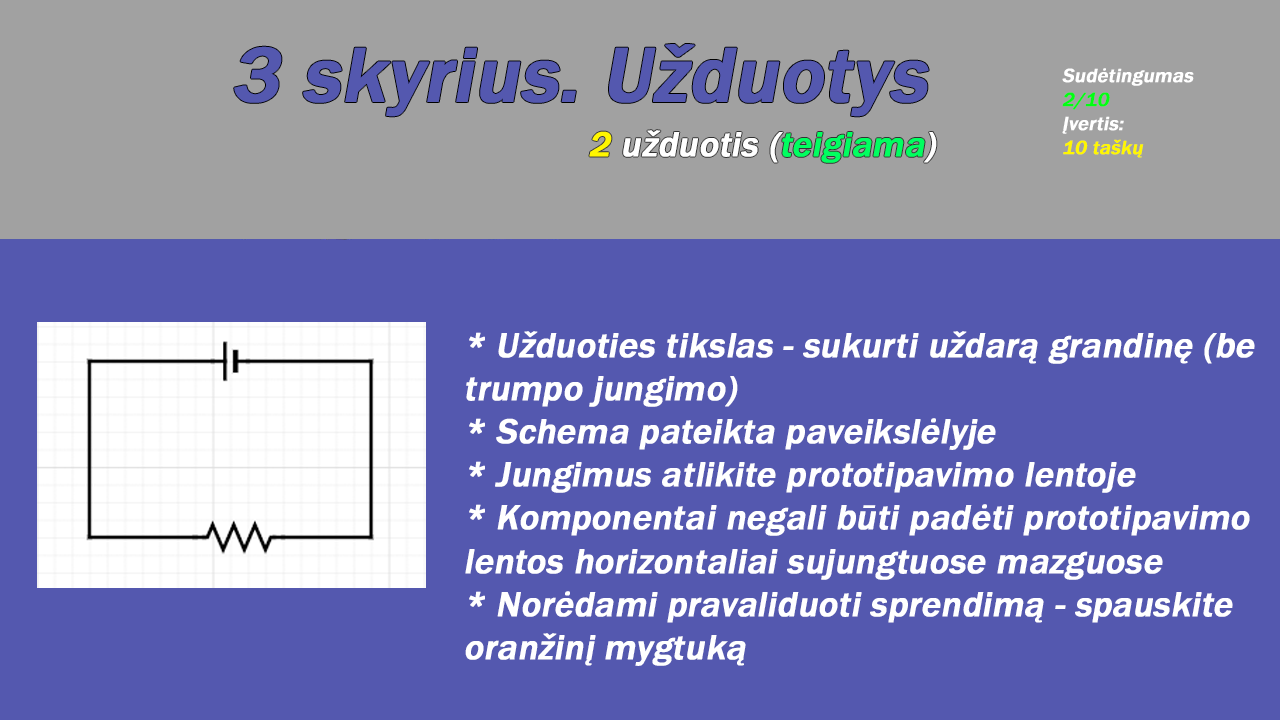 3 skyrius. Užduotys
2 užduotis (teigiama)
Sudėtingumas
2/10
Įvertis:
10 taškų
* Užduoties tikslas - sukurti uždarą grandinę (be
trumpo jungimo)
* Schema pateikta paveikslėlyje
* Jungimus atlikite prototipavimo lentoje
* Komponentai negali būti padėti prototipavimo
lentos horizontaliai sujungtuose mazguose
* Norėdami pravaliduoti sprendimą - spauskite
oranžinį mygtuką